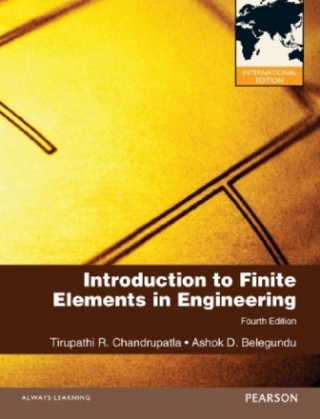 INTERNATIONAL
EDITION
Introduction to Finite
Elements in Engineering
Fourth Edition
Tirupathi R. Chandrupatla • Ashok D. Belegundu
ALWAYS LEARNING
PEARSON